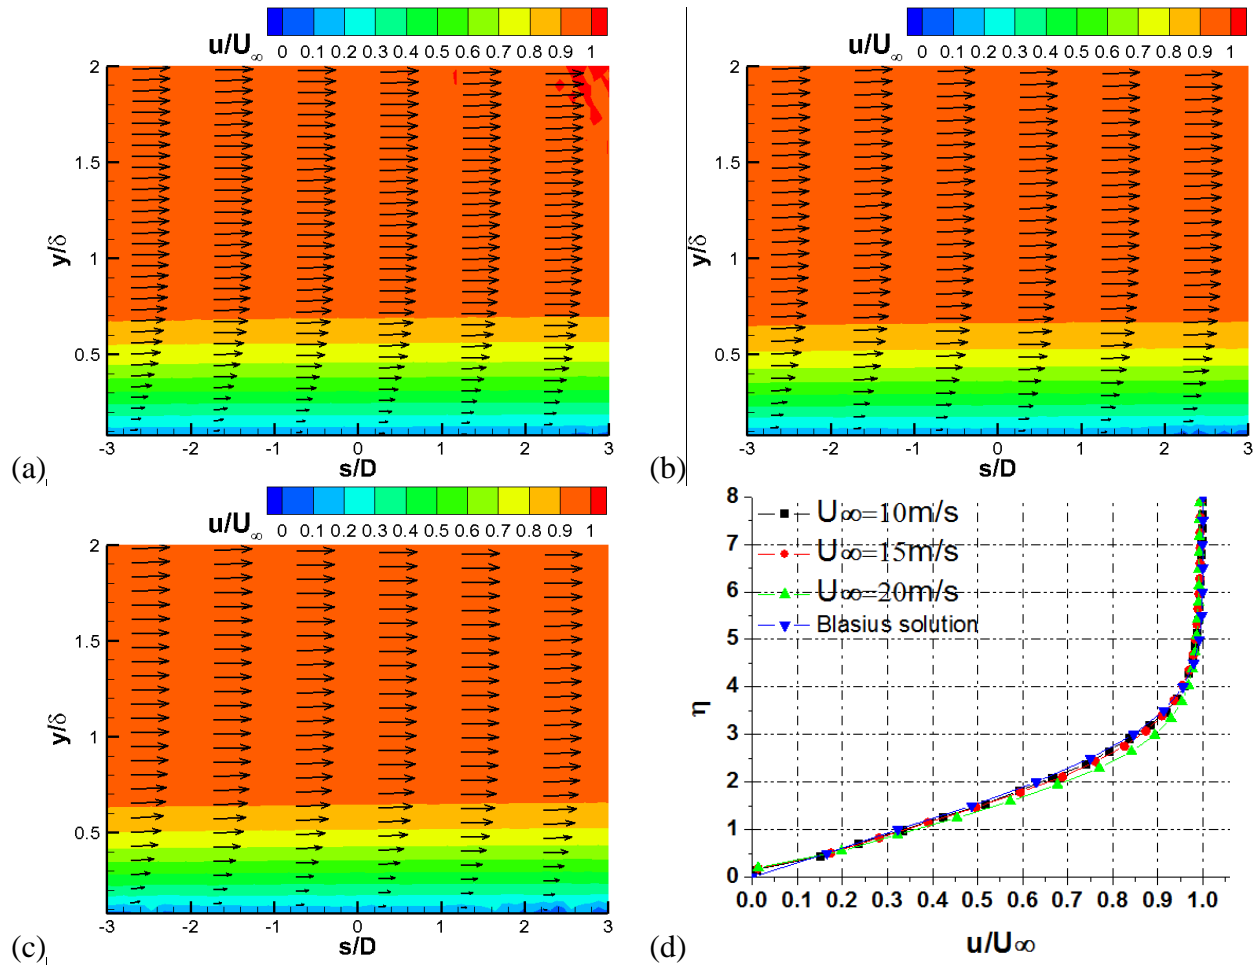 u/U∞ 0 0.1 0.2 0.3 0.4 0.5 0.6 0.7 0.8 0.9 1
2
1.5
1
0.5
y/δ
-3 -2 -1 0 1 2 3
s/D
(a)
u/U∞ 0 0.1 0.2 0.3 0.4 0.5 0.6 0.7 0.8 0.9 1
2
1.5
1
0.5
y/δ
-3 -2 -1 0 1 2 3
s/D
(b)
u/U∞ 0 0.1 0.2 0.3 0.4 0.5 0.6 0.7 0.8 0.9 1
2
1.5
1
0.5
y/δ
-3 -2 -1 0 1 2 3
s/D
(c)
8
7
6
5
4
3
2
1
0
η
U∞=10m/s
U∞=15m/s
U∞=20m/s
Blasius solution
0.0 0.1 0.2 0.3 0.4 0.5 0.6 0.7 0.8 0.9 1.0
u/U∞
(d)